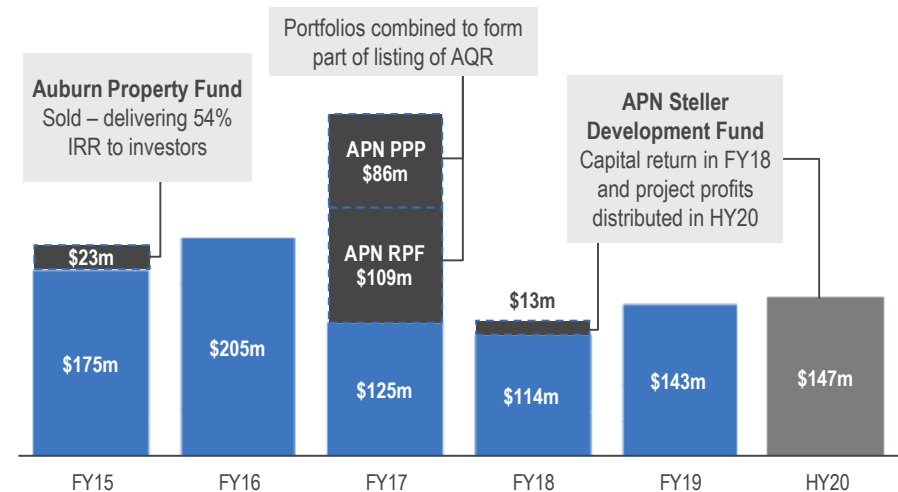 Portfolios combined to form
part of listing of AQR
Auburn Property Fund
Sold – delivering 54%
IRR to investors
APN Steller
Development Fund
Capital return in FY18
and project profits
distributed in HY20
APN PPP
$86m
APN RPF
$109m
$23m
$13m
$175m
$205m
$125m
$114m
$143m
$147m
FY15
FY16
FY17
FY18
FY19
HY20